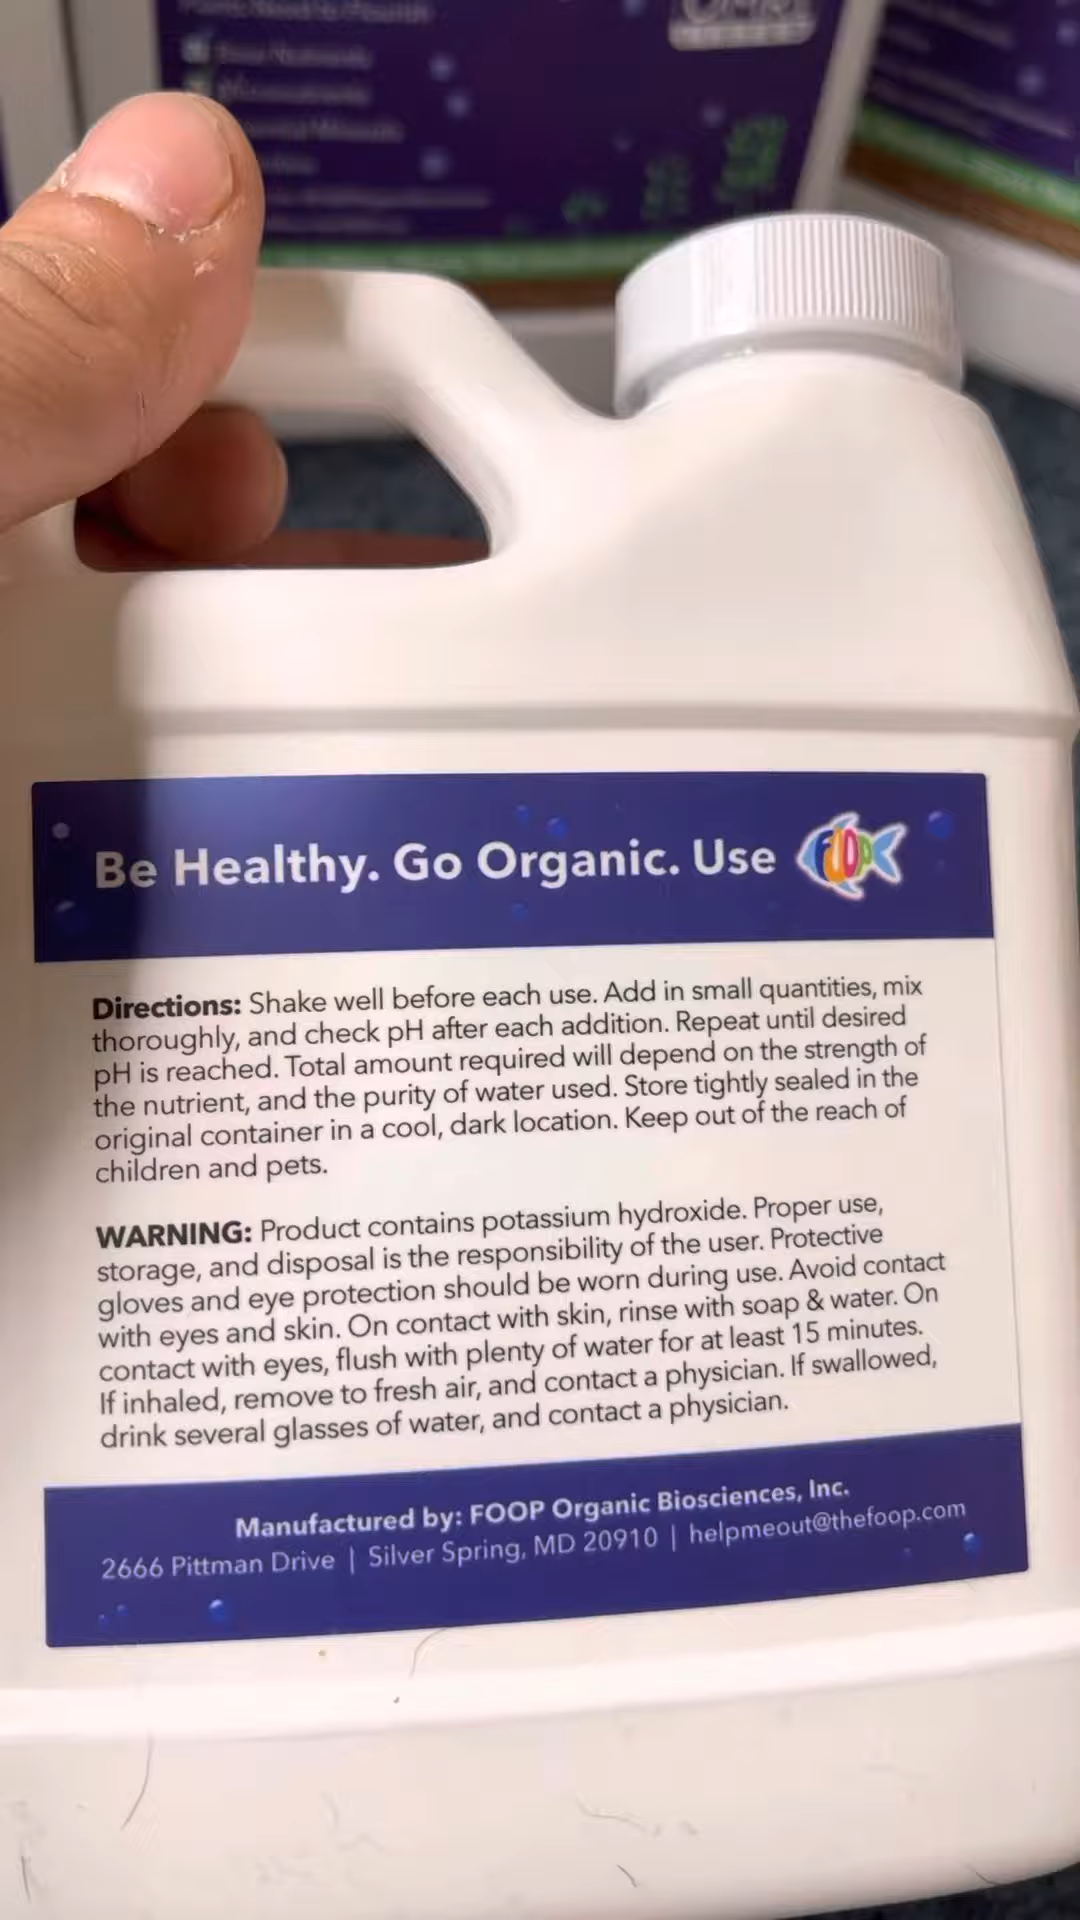 Be Healthy. Go Organic. Use FOOP
Directions: Shake well before each use. Add in small quantities, mix
thoroughly, and check pH after each addition. Repeat until desired
pH is reached. Total amount required will depend on the strength of
the nutrient, and the purity of water used. Store tightly sealed in the
original container in a cool, dark location. Keep out of the reach of
children and pets.
WARNING: Product contains potassium hydroxide. Proper use,
storage, and disposal is the responsibility of the user. Protective
gloves and eye protection should be worn during use. Avoid contact
with eyes and skin. On contact with skin, rinse with soap & water. On
contact with eyes, flush with plenty of water for at least 15 minutes.
If inhaled, remove to fresh air, and contact a physician. If swallowed,
drink several glasses of water, and contact a physician.
Manufactured by: FOOP Organic Biosciences, Inc.
2666 Pittman Drive | Silver Spring, MD 20910 | helpmeout@thefoop.com